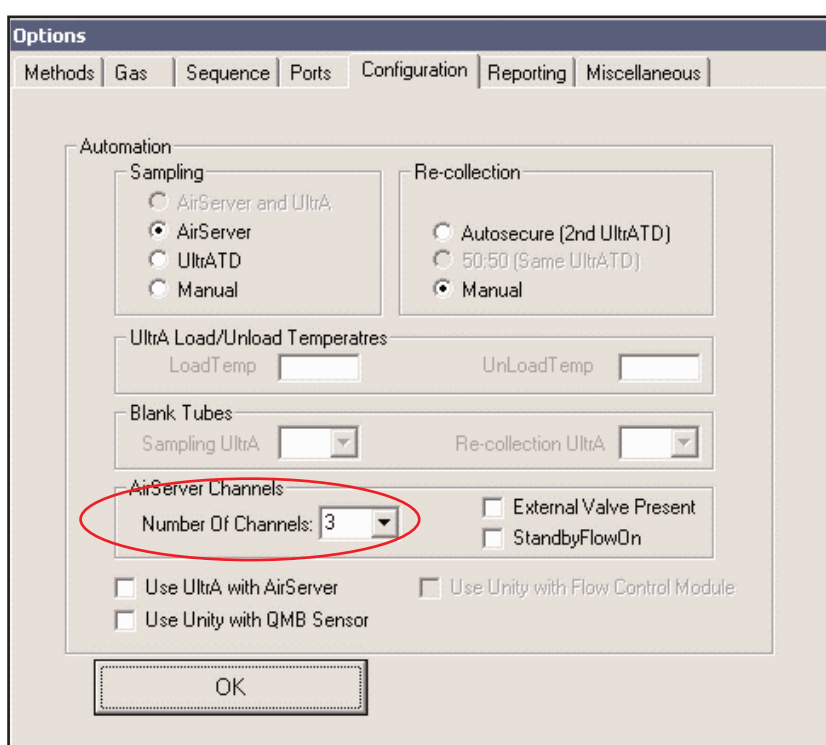 Options
Methods Gas Sequence Ports Configuration Reporting Miscellaneous
Automation
Sampling
AirServer and UltrA
AirServer
UltrATD
Manual
Re-collection
Autosecure (2nd UltrATD)
50:50 (Same UltrATD)
Manual
UltrA Load/Unload Temperatres
LoadTemp UnLoadTemp
Blank Tubes
Sampling UltrA Re-collection UltrA
AirServer Channels
Number Of Channels: 3
External Valve Present
StandbyFlowOn
Use UltrA with AirServer Use Unity with Flow Control Module
Use Unity with QMB Sensor
OK